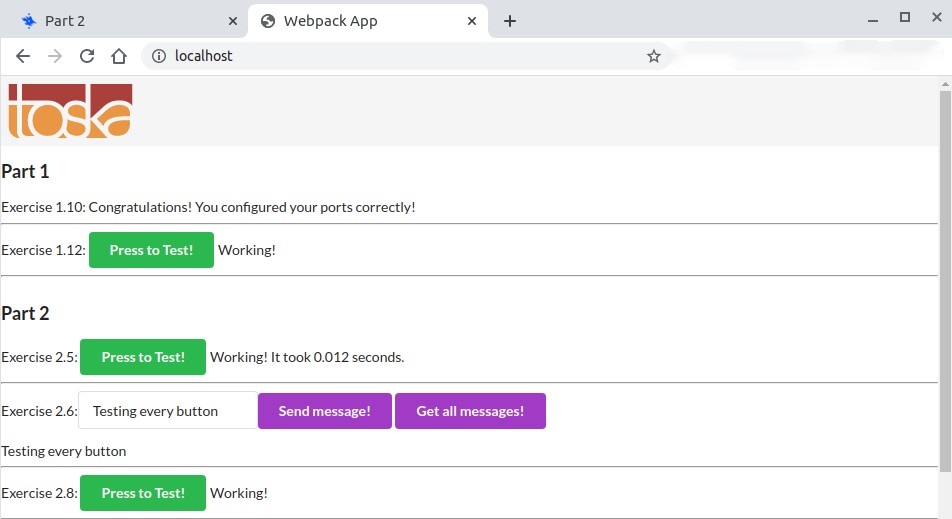 Part 2
Webpack App
localhost
toska
Part 1
Exercise 1.10: Congratulations! You configured your ports correctly!
Exercise 1.12: Press to Test! Working!
Part 2
Exercise 2.5: Press to Test! Working! It took 0.012 seconds.
Exercise 2.6: Testing every button Send message! Get all messages!
Testing every button
Exercise 2.8: Press to Test! Working!